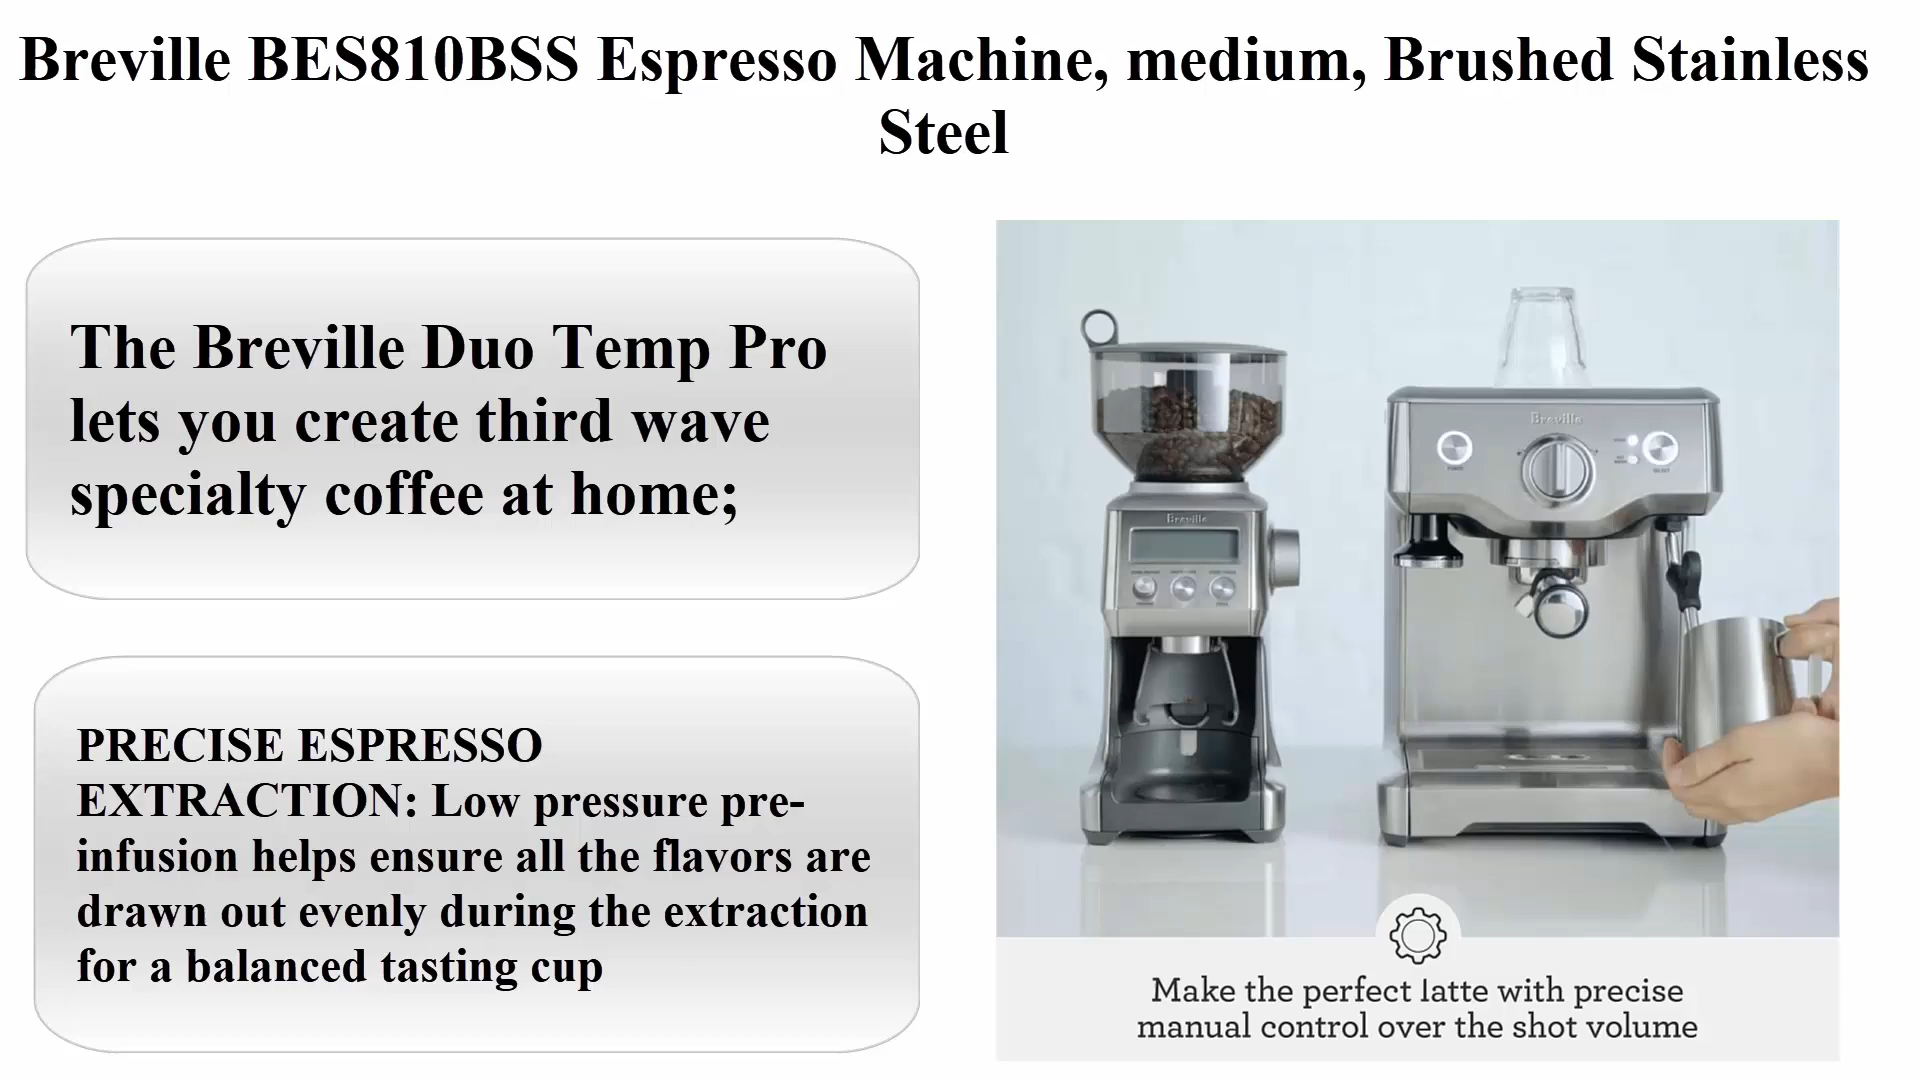 Breville BES810BSS Espresso Machine, medium, Brushed Stainless
Steel
The Breville Duo Temp Pro
lets you create third wave
specialty coffee at home;
PRECISE ESPRESSO
EXTRACTION: Low pressure pre-
infusion helps ensure all the flavors are
drawn out evenly during the extraction
for a balanced tasting cup
Breville
Breville
Make the perfect latte with precise
manual control over the shot volume